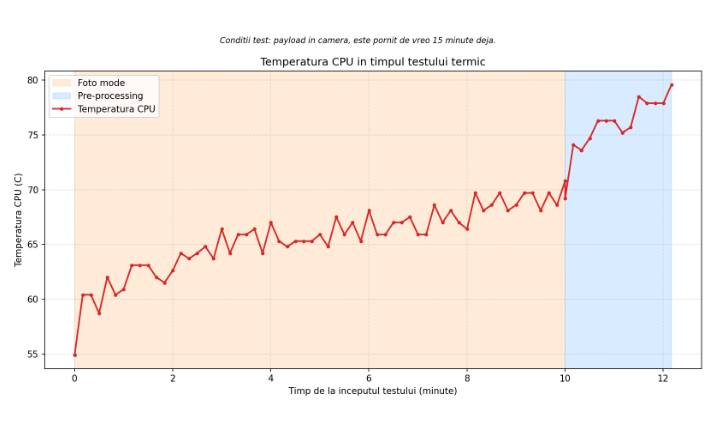 Conditii test: payload in camera, este pornit de vreo 15 minute deja.
Temperatura CPU in timpul testului termic
Foto mode
Pre-processing
Temperatura CPU
Temperatura CPU (C)
80
75
70
65
60
55
0 2 4 6 8 10 12
Timp de la inceputul testului (minute)